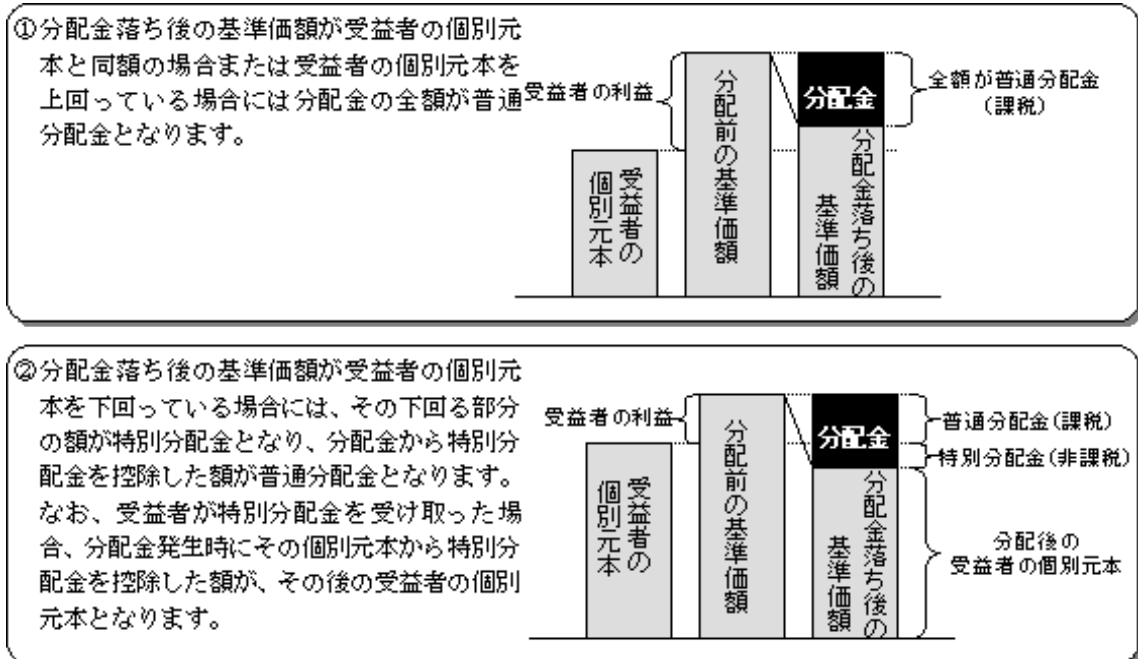 ①分配金落ち後の基準価額が受益者の個別元
本と同額の場合または受益者の個別元本を
上回っている場合には分配金の全額が普通
分配金となります。
受益者の利益
受益者の
個別元本
分配前の基準価額
分配金
分配金落ち後の
基準価額
全額が普通分配金
(課税)
②分配金落ち後の基準価額が受益者の個別元
本を下回っている場合には、その下回る部分
の額が特別分配金となり、分配金から特別分
配金を控除した額が普通分配金となります。
なお、受益者が特別分配金を受け取った場
合、分配金発生時にその個別元本から特別分
配金を控除した額が、その後の受益者の個別
元本となります。
受益者の利益
受益者の
個別元本
分配前の基準価額
分配金
分配金落ち後の
基準価額
普通分配金(課税)
特別分配金(非課税)
分配後の
受益者の個別元本